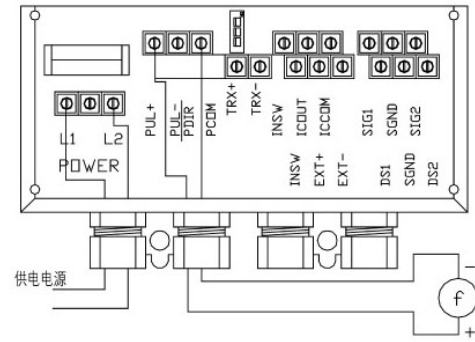 L1
L2
POWER
PUL+
PUL-
PDIR
PCOM
TRX+
TRX-
INSW
ICOUT
ICCOM
INSW
EXT+
EXT-
SIG1
SGND
SIG2
DS1
SGND
DS2
供电电源
f
-
+